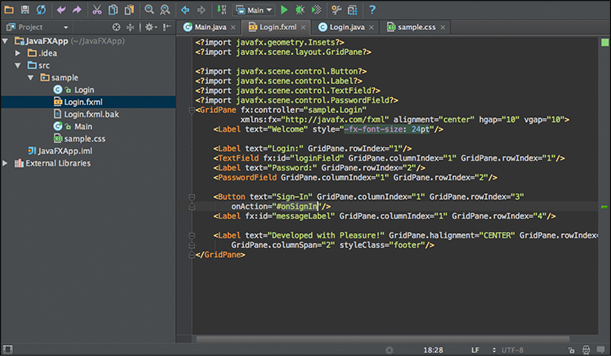 Main
Project
Main.java
Login.fxml
Login.java
sample.css
JavaFXApp (~/JavaFXApp)
.idea
src
sample
Login
Login.fxml
Login.fxml.bak
Main
sample.css
JavaFXApp.iml
External Libraries
<?import javafx.geometry.Insets?>
<?import javafx.scene.layout.GridPane?>
<?import javafx.scene.control.Button?>
<?import javafx.scene.control.Label?>
<?import javafx.scene.control.TextField?>
<?import javafx.scene.control.PasswordField?>
<GridPane fx:controller="sample.Login"
xmlns:fx="http://javafx.com/fxml" alignment="center" hgap="10" vgap="10">
<Label text="Welcome" style="-fx-font-size: 24pt"/>
<Label text="Login:" GridPane.rowIndex="1"/>
<TextField fx:id="loginField" GridPane.columnIndex="1" GridPane.rowIndex="1"/>
<Label text="Password:" GridPane.rowIndex="2"/>
<PasswordField GridPane.columnIndex="1" GridPane.rowIndex="2"/>
<Button text="Sign-In" GridPane.columnIndex="1" GridPane.rowIndex="3"
onAction="#onSignIn"/>
<Label fx:id="messageLabel" GridPane.columnIndex="1" GridPane.rowIndex="4"/>
<Label text="Developed with Pleasure!" GridPane.halignment="CENTER" GridPane.rowIndex=
GridPane.columnSpan="2" styleClass="footer"/>
</GridPane>
18:28
LF
UTF-8